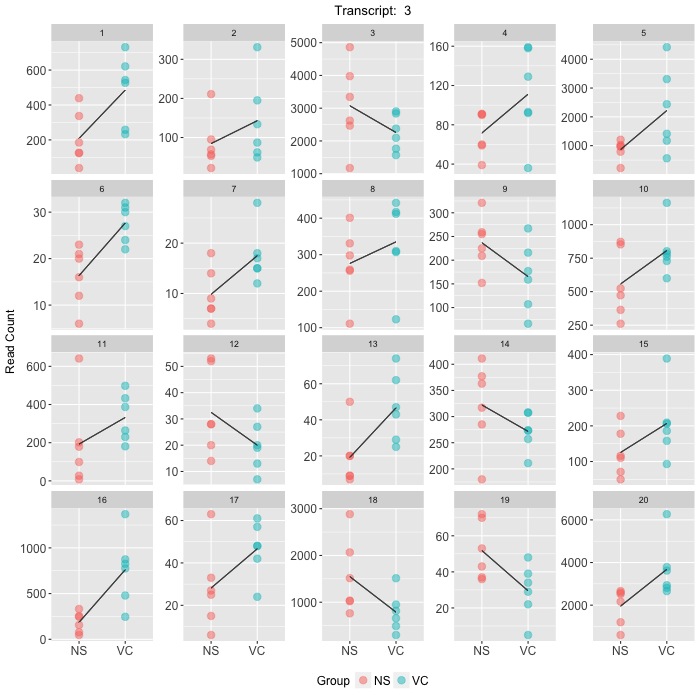 Transcript: 3
1 2 3 4 5
600 400 200
300 200 100
5000 4000 3000 2000 1000
160 120 80 40
4000 3000 2000 1000
6 7 8 9 10
30 20 10
20 10
400 300 200 100
300 250 200 150 100
1000 750 500 250
Read Count
11 12 13 14 15
600 400 200 0
50 40 30 20 10
60 40 20
400 350 300 250 200
400 300 200 100
16 17 18 19 20
1000 500 0
60 40 20
3000 2000 1000
60 40 20
6000 4000 2000
NS VC NS VC NS VC NS VC NS VC
Group NS VC